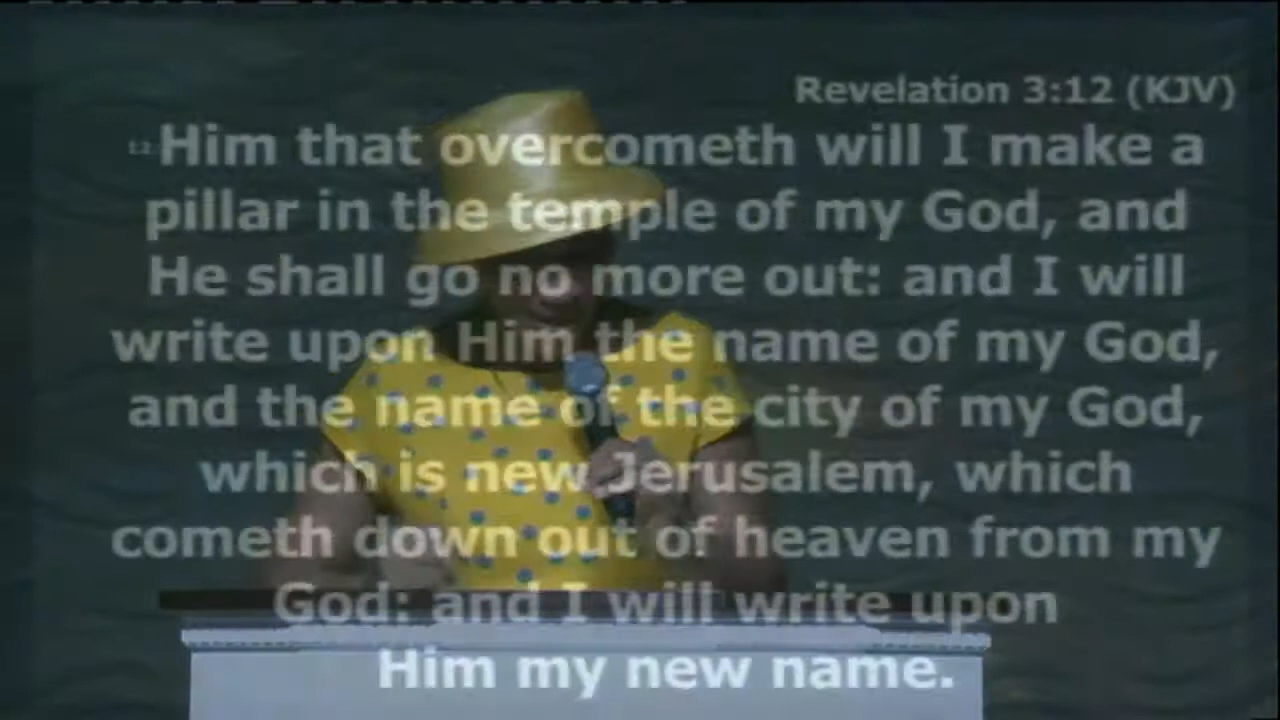 Revelation 3:12 (KJV)
12 Him that overcometh will I make a
pillar in the temple of my God, and
He shall go no more out: and I will
write upon Him the name of my God,
and the name of the city of my God,
which is new Jerusalem, which
cometh down out of heaven from my
God: and I will write upon
Him my new name.